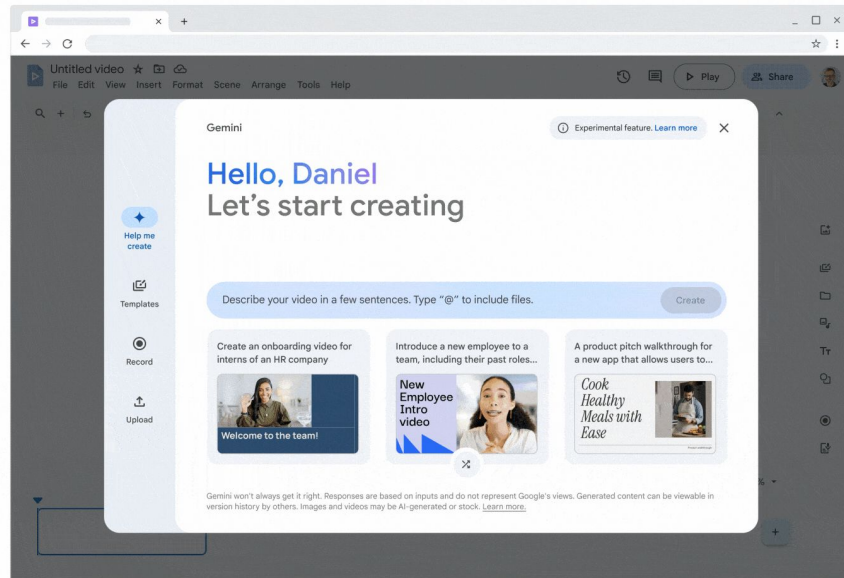 Untitled video
File Edit View Insert Format Scene Arrange Tools Help
Play
Share
Gemini
Experimental feature. Learn more
Hello, Daniel
Let's start creating
Help me
create
Templates
Record
Upload
Describe your video in a few sentences. Type "@" to include files.
Create
Create an onboarding video for
interns of an HR company
Welcome to the team!
Introduce a new employee to a
team, including their past roles...
New
Employee
Intro
video
A product pitch walkthrough for
a new app that allows users to...
Cook
Healthy
Meals with
Ease
Tт
%
Gemini won't always get it right. Responses are based on inputs and do not represent Google's views. Generated content can be viewable in
version history by others. Images and videos may be AI-generated or stock. Learn more.